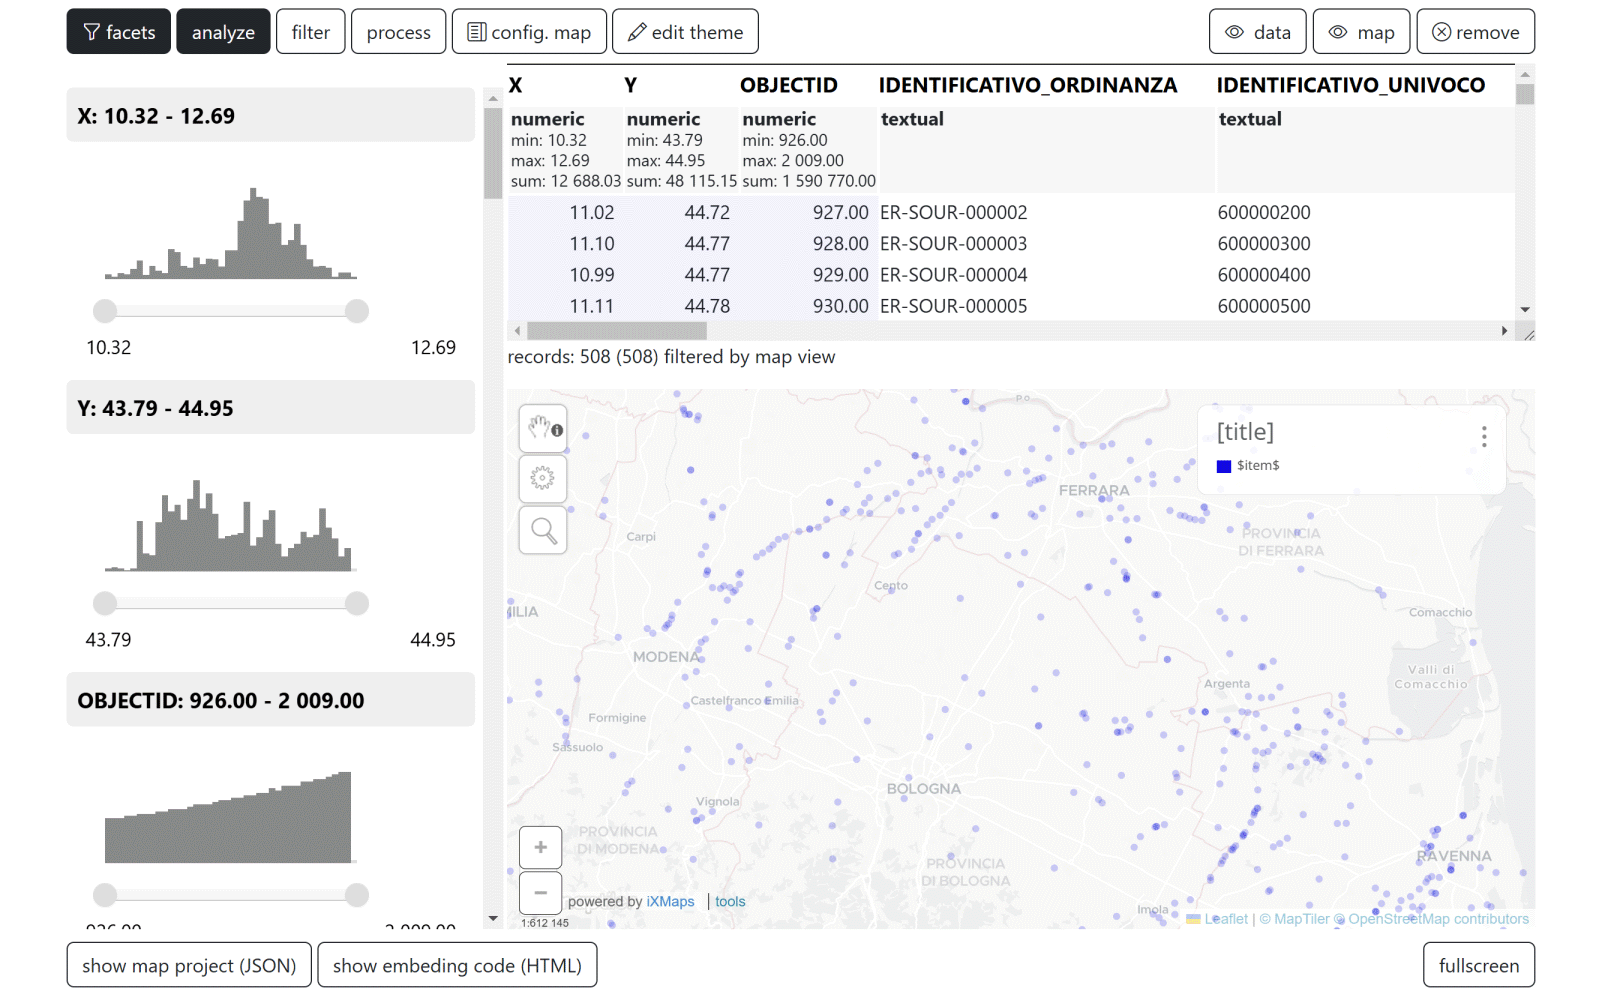 facets analyze filter process config. map edit theme data map remove
X: 10.32 - 12.69
10.32 12.69
Y: 43.79 - 44.95
43.79 44.95
OBJECTID: 926.00 - 2 009.00
926.00 2 009.00
X Y OBJECTID IDENTIFICATIVO_ORDINANZA IDENTIFICATIVO_UNIVOCO
numeric numeric numeric textual textual
min: 10.32 min: 43.79 min: 926.00
max: 12.69 max: 44.95 max: 2 009.00
sum: 12 688.03 sum: 48 115.15 sum: 1 590 770.00
11.02 44.72 927.00 ER-SOUR-000002 600000200
11.10 44.77 928.00 ER-SOUR-000003 600000300
10.99 44.77 929.00 ER-SOUR-000004 600000400
11.11 44.78 930.00 ER-SOUR-000005 600000500
records: 508 (508) filtered by map view
[title]
$item$
Po
FERRARA
Carpi
PROVINCIA
DI FERRARA
Cento
ILIA
Comacchio
MODENA
Valli di
Comacchio
Argenta
Castelfranco Emilia
Formigine
Sassuolo
BOLOGNA
Vignola
PROVINCIA
DI MODENA
RAVENNA
PROVINCIA
DI BOLOGNA
Imola
+
−
1:612 145
powered by iXMaps | tools
Leaflet | © MapTiler © OpenStreetMap contributors
show map project (JSON) show embeding code (HTML) fullscreen